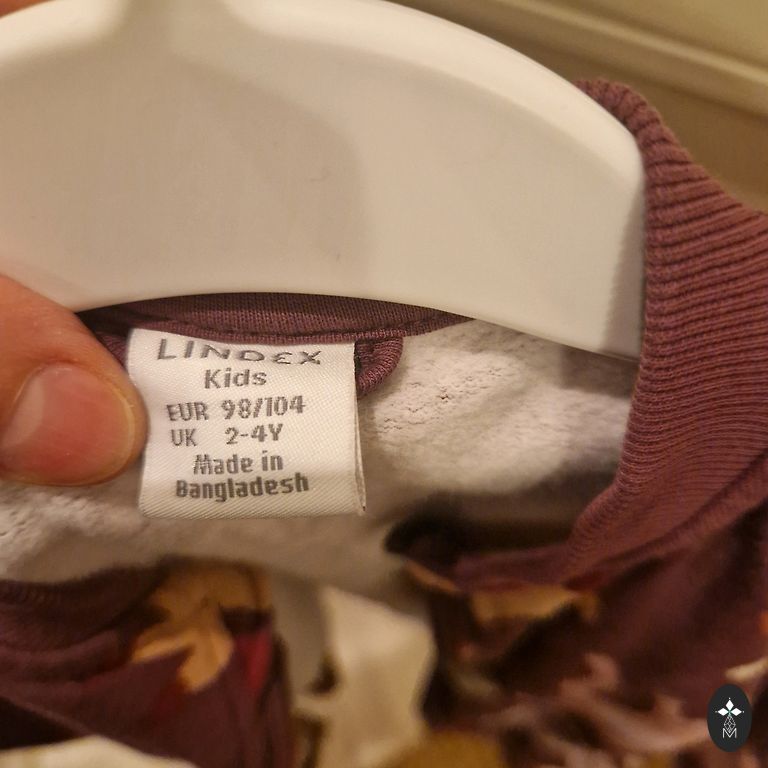 LINDEX
Kids
EUR 98/104
UK 2-4Y
Made in
Bangladesh
M